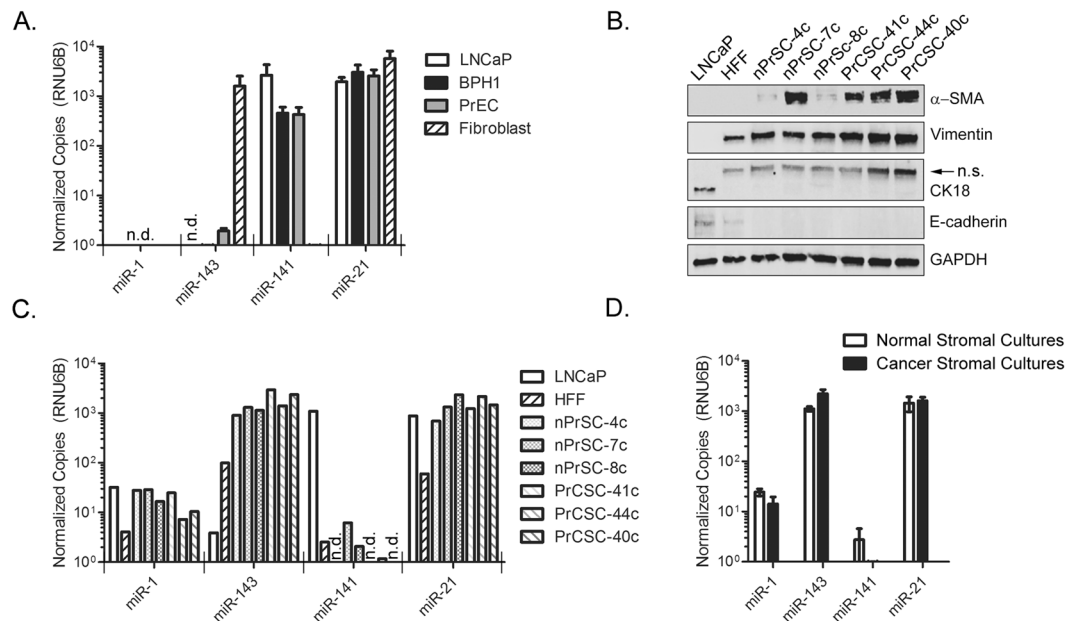 A.
Normalized Copies (RNU6B)
10⁴
10³
10²
10¹
10⁰
n.d.
n.d.
miR-1
miR-143
miR-141
miR-21
LNCaP
BPH1
PrEC
Fibroblast
B.
LNCaP
HFF
nPrSC-4c
nPrSC-7c
nPrSc-8c
PrCSC-41c
PrCSC-44c
PrCSC-40c
α-SMA
Vimentin
n.s.
CK18
E-cadherin
GAPDH
C.
Normalized Copies (RNU6B)
10⁴
10³
10²
10¹
10⁰
n.d.
n.d.
n.d.
miR-1
miR-143
miR-141
miR-21
LNCaP
HFF
nPrSC-4c
nPrSC-7c
nPrSC-8c
PrCSC-41c
PrCSC-44c
PrCSC-40c
D.
Normal Stromal Cultures
Cancer Stromal Cultures
Normalized Copies (RNU6B)
10⁴
10³
10²
10¹
10⁰
miR-1
miR-143
miR-141
miR-21